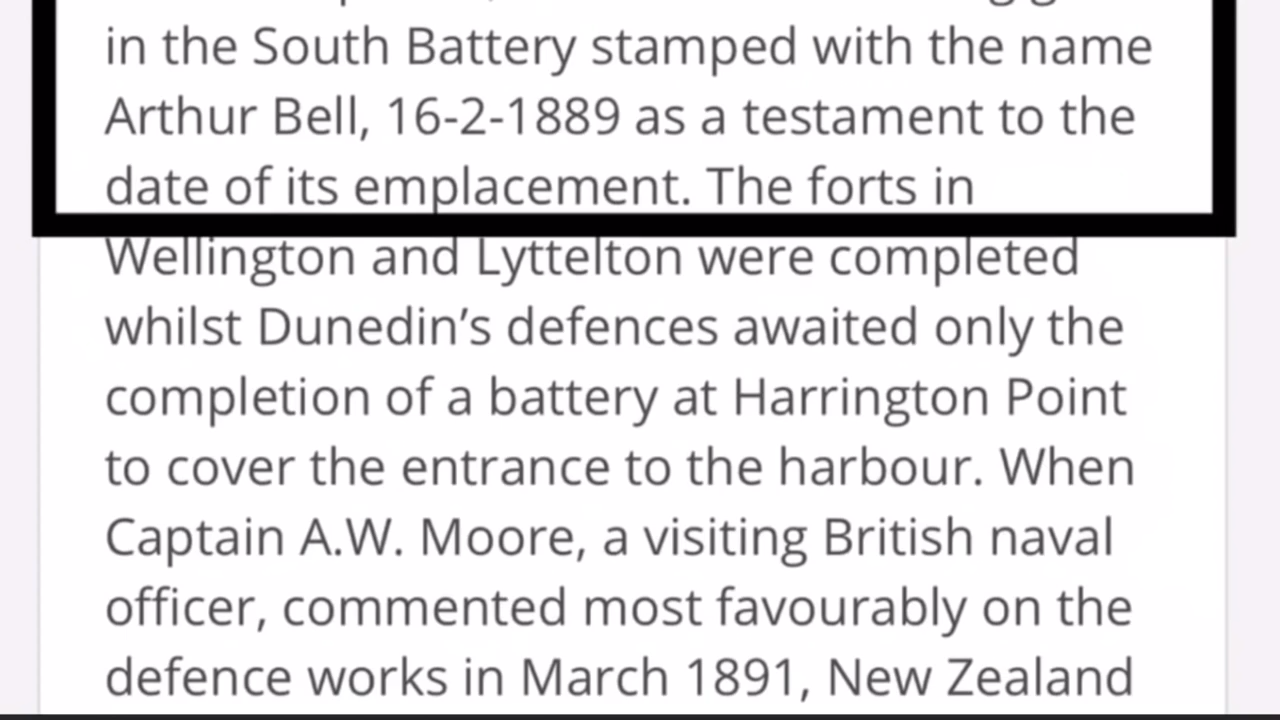 in the South Battery stamped with the name
Arthur Bell, 16-2-1889 as a testament to the
date of its emplacement. The forts in
Wellington and Lyttelton were completed
whilst Dunedin’s defences awaited only the
completion of a battery at Harrington Point
to cover the entrance to the harbour. When
Captain A.W. Moore, a visiting British naval
officer, commented most favourably on the
defence works in March 1891, New Zealand